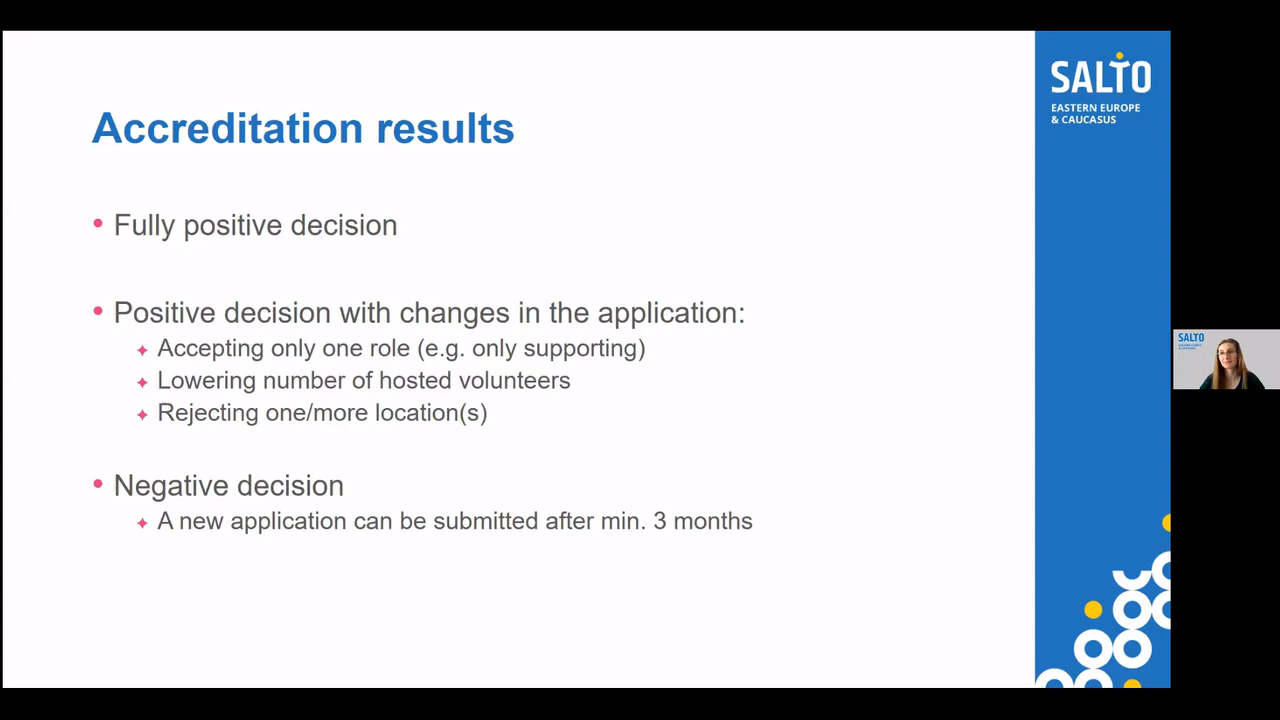 Accreditation results
• Fully positive decision
• Positive decision with changes in the application:
Accepting only one role (e.g. only supporting)
Lowering number of hosted volunteers
Rejecting one/more location(s)
• Negative decision
A new application can be submitted after min. 3 months
SALTO
EASTERN EUROPE
& CAUCASUS
SALTO